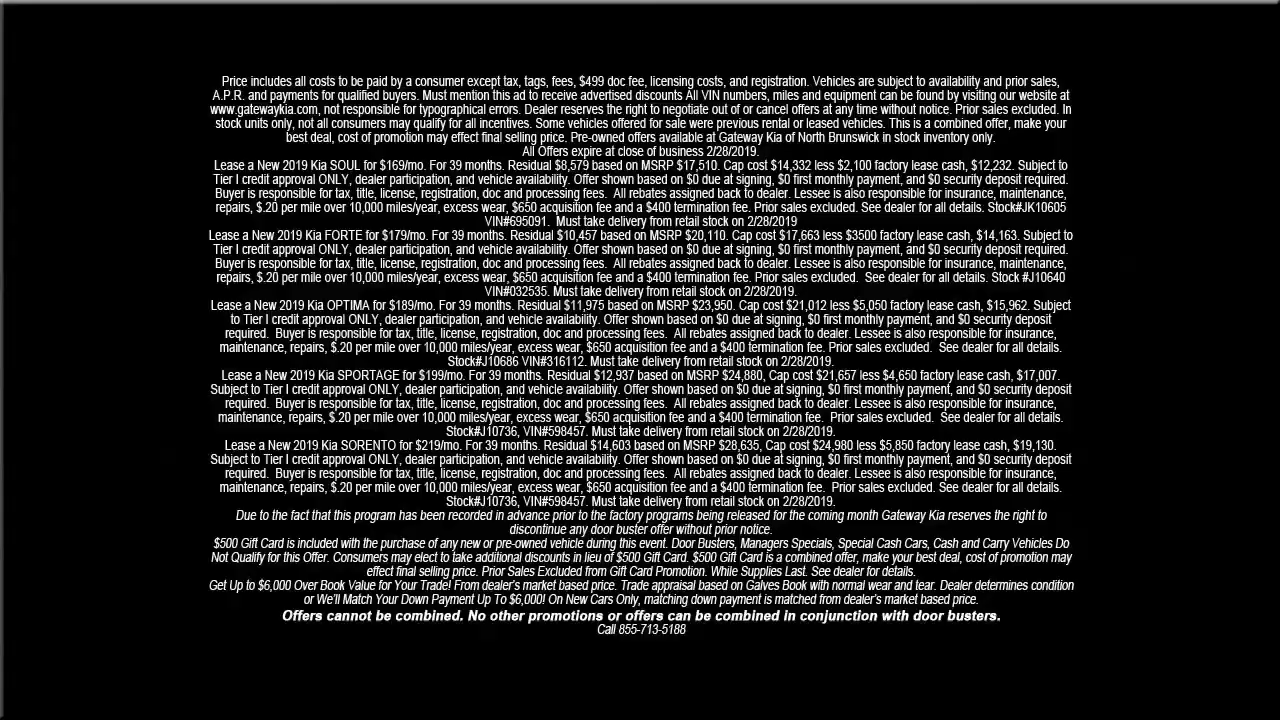 Price includes all costs to be paid by a consumer except tax, tags, fees, $499 doc fee, licensing costs, and registration. Vehicles are subject to availability and prior sales,
A.P.R. and payments for qualified buyers. Must mention this ad to receive advertised discounts All VIN numbers, miles and equipment can be found by visiting our website at
www.gatewaykia.com, not responsible for typographical errors. Dealer reserves the right to negotiate out of or cancel offers at any time without notice. Prior sales excluded. In
stock units only, not all consumers may qualify for all incentives. Some vehicles offered for sale were previous rental or leased vehicles. This is a combined offer, make your
best deal, cost of promotion may effect final selling price. Pre-owned offers available at Gateway Kia of North Brunswick in stock inventory only.
All Offers expire at close of business 2/28/2019.
Lease a New 2019 Kia SOUL for $169/mo. For 39 months. Residual $8,579 based on MSRP $17,510. Cap cost $14,332 less $2,100 factory lease cash, $12,232. Subject to
Tier I credit approval ONLY, dealer participation, and vehicle availability. Offer shown based on $0 due at signing, $0 first monthly payment, and $0 security deposit required.
Buyer is responsible for tax, title, license, registration, doc and processing fees.  All rebates assigned back to dealer. Lessee is also responsible for insurance, maintenance,
repairs, $.20 per mile over 10,000 miles/year, excess wear, $650 acquisition fee and a $400 termination fee. Prior sales excluded. See dealer for all details. Stock#JK10605
VIN#695091.  Must take delivery from retail stock on 2/28/2019
Lease a New 2019 Kia FORTE for $179/mo. For 39 months. Residual $10,457 based on MSRP $20,110. Cap cost $17,663 less $3500 factory lease cash, $14,163. Subject to
Tier I credit approval ONLY, dealer participation, and vehicle availability. Offer shown based on $0 due at signing, $0 first monthly payment, and $0 security deposit required.
Buyer is responsible for tax, title, license, registration, doc and processing fees.  All rebates assigned back to dealer. Lessee is also responsible for insurance, maintenance,
repairs, $.20 per mile over 10,000 miles/year, excess wear, $650 acquisition fee and a $400 termination fee. Prior sales excluded.  See dealer for all details. Stock #J10640
VIN#032535. Must take delivery from retail stock on 2/28/2019.
Lease a New 2019 Kia OPTIMA for $189/mo. For 39 months. Residual $11,975 based on MSRP $23,950. Cap cost $21,012 less $5,050 factory lease cash, $15,962. Subject
to Tier I credit approval ONLY, dealer participation, and vehicle availability. Offer shown based on $0 due at signing, $0 first monthly payment, and $0 security deposit
required.  Buyer is responsible for tax, title, license, registration, doc and processing fees.  All rebates assigned back to dealer. Lessee is also responsible for insurance,
maintenance, repairs, $.20 per mile over 10,000 miles/year, excess wear, $650 acquisition fee and a $400 termination fee. Prior sales excluded.  See dealer for all details.
Stock#J10686 VIN#316112. Must take delivery from retail stock on 2/28/2019.
Lease a New 2019 Kia SPORTAGE for $199/mo. For 39 months. Residual $12,937 based on MSRP $24,880, Cap cost $21,657 less $4,650 factory lease cash, $17,007.
Subject to Tier I credit approval ONLY, dealer participation, and vehicle availability. Offer shown based on $0 due at signing, $0 first monthly payment, and $0 security deposit
required.  Buyer is responsible for tax, title, license, registration, doc and processing fees.  All rebates assigned back to dealer. Lessee is also responsible for insurance,
maintenance, repairs, $.20 per mile over 10,000 miles/year, excess wear, $650 acquisition fee and a $400 termination fee.  Prior sales excluded.  See dealer for all details.
Stock#J10736, VIN#598457. Must take delivery from retail stock on 2/28/2019.
Lease a New 2019 Kia SORENTO for $219/mo. For 39 months. Residual $14,603 based on MSRP $28,635, Cap cost $24,980 less $5,850 factory lease cash, $19,130.
Subject to Tier I credit approval ONLY, dealer participation, and vehicle availability. Offer shown based on $0 due at signing, $0 first monthly payment, and $0 security deposit
required.  Buyer is responsible for tax, title, license, registration, doc and processing fees.  All rebates assigned back to dealer. Lessee is also responsible for insurance,
maintenance, repairs, $.20 per mile over 10,000 miles/year, excess wear, $650 acquisition fee and a $400 termination fee.  Prior sales excluded. See dealer for all details.
Stock#J10736, VIN#598457. Must take delivery from retail stock on 2/28/2019.
Due to the fact that this program has been recorded in advance prior to the factory programs being released for the coming month Gateway Kia reserves the right to
discontinue any door buster offer without prior notice.
$500 Gift Card is included with the purchase of any new or pre-owned vehicle during this event. Door Busters, Managers Specials, Special Cash Cars, Cash and Carry Vehicles Do
Not Qualify for this Offer. Consumers may elect to take additional discounts in lieu of $500 Gift Card. $500 Gift Card is a combined offer, make your best deal, cost of promotion may
effect final selling price. Prior Sales Excluded from Gift Card Promotion. While Supplies Last. See dealer for details.
Get Up to $6,000 Over Book Value for Your Trade! From dealer's market based price. Trade appraisal based on Galves Book with normal wear and tear. Dealer determines condition
or We'll Match Your Down Payment Up To $6,000! On New Cars Only, matching down payment is matched from dealer's market based price.
Offers cannot be combined. No other promotions or offers can be combined in conjunction with door busters.
Call 855-713-5188